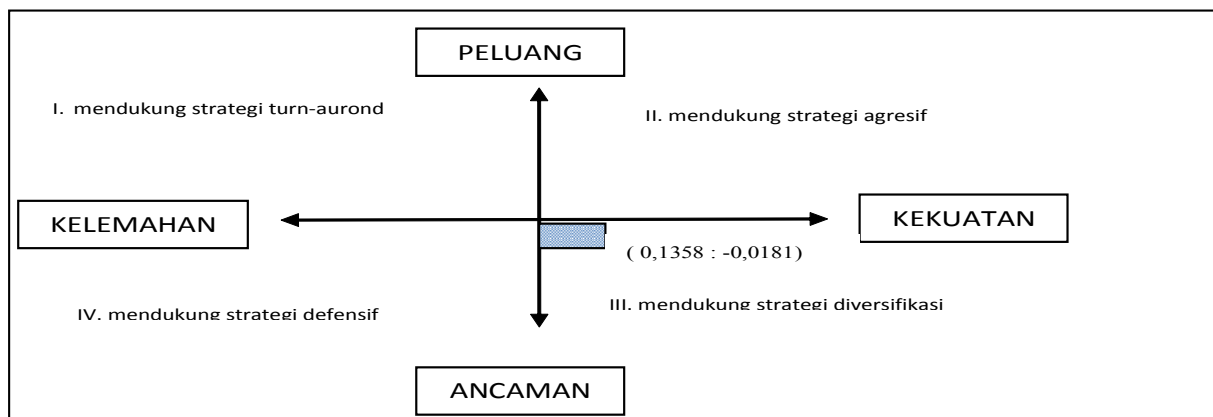 PELUANG
I. mendukung strategi turn-aurond
II. mendukung strategi agresif
KELEMAHAN
KEKUATAN
( 0,1358 : -0,0181)
IV. mendukung strategi defensif
III. mendukung strategi diversifikasi
ANCAMAN